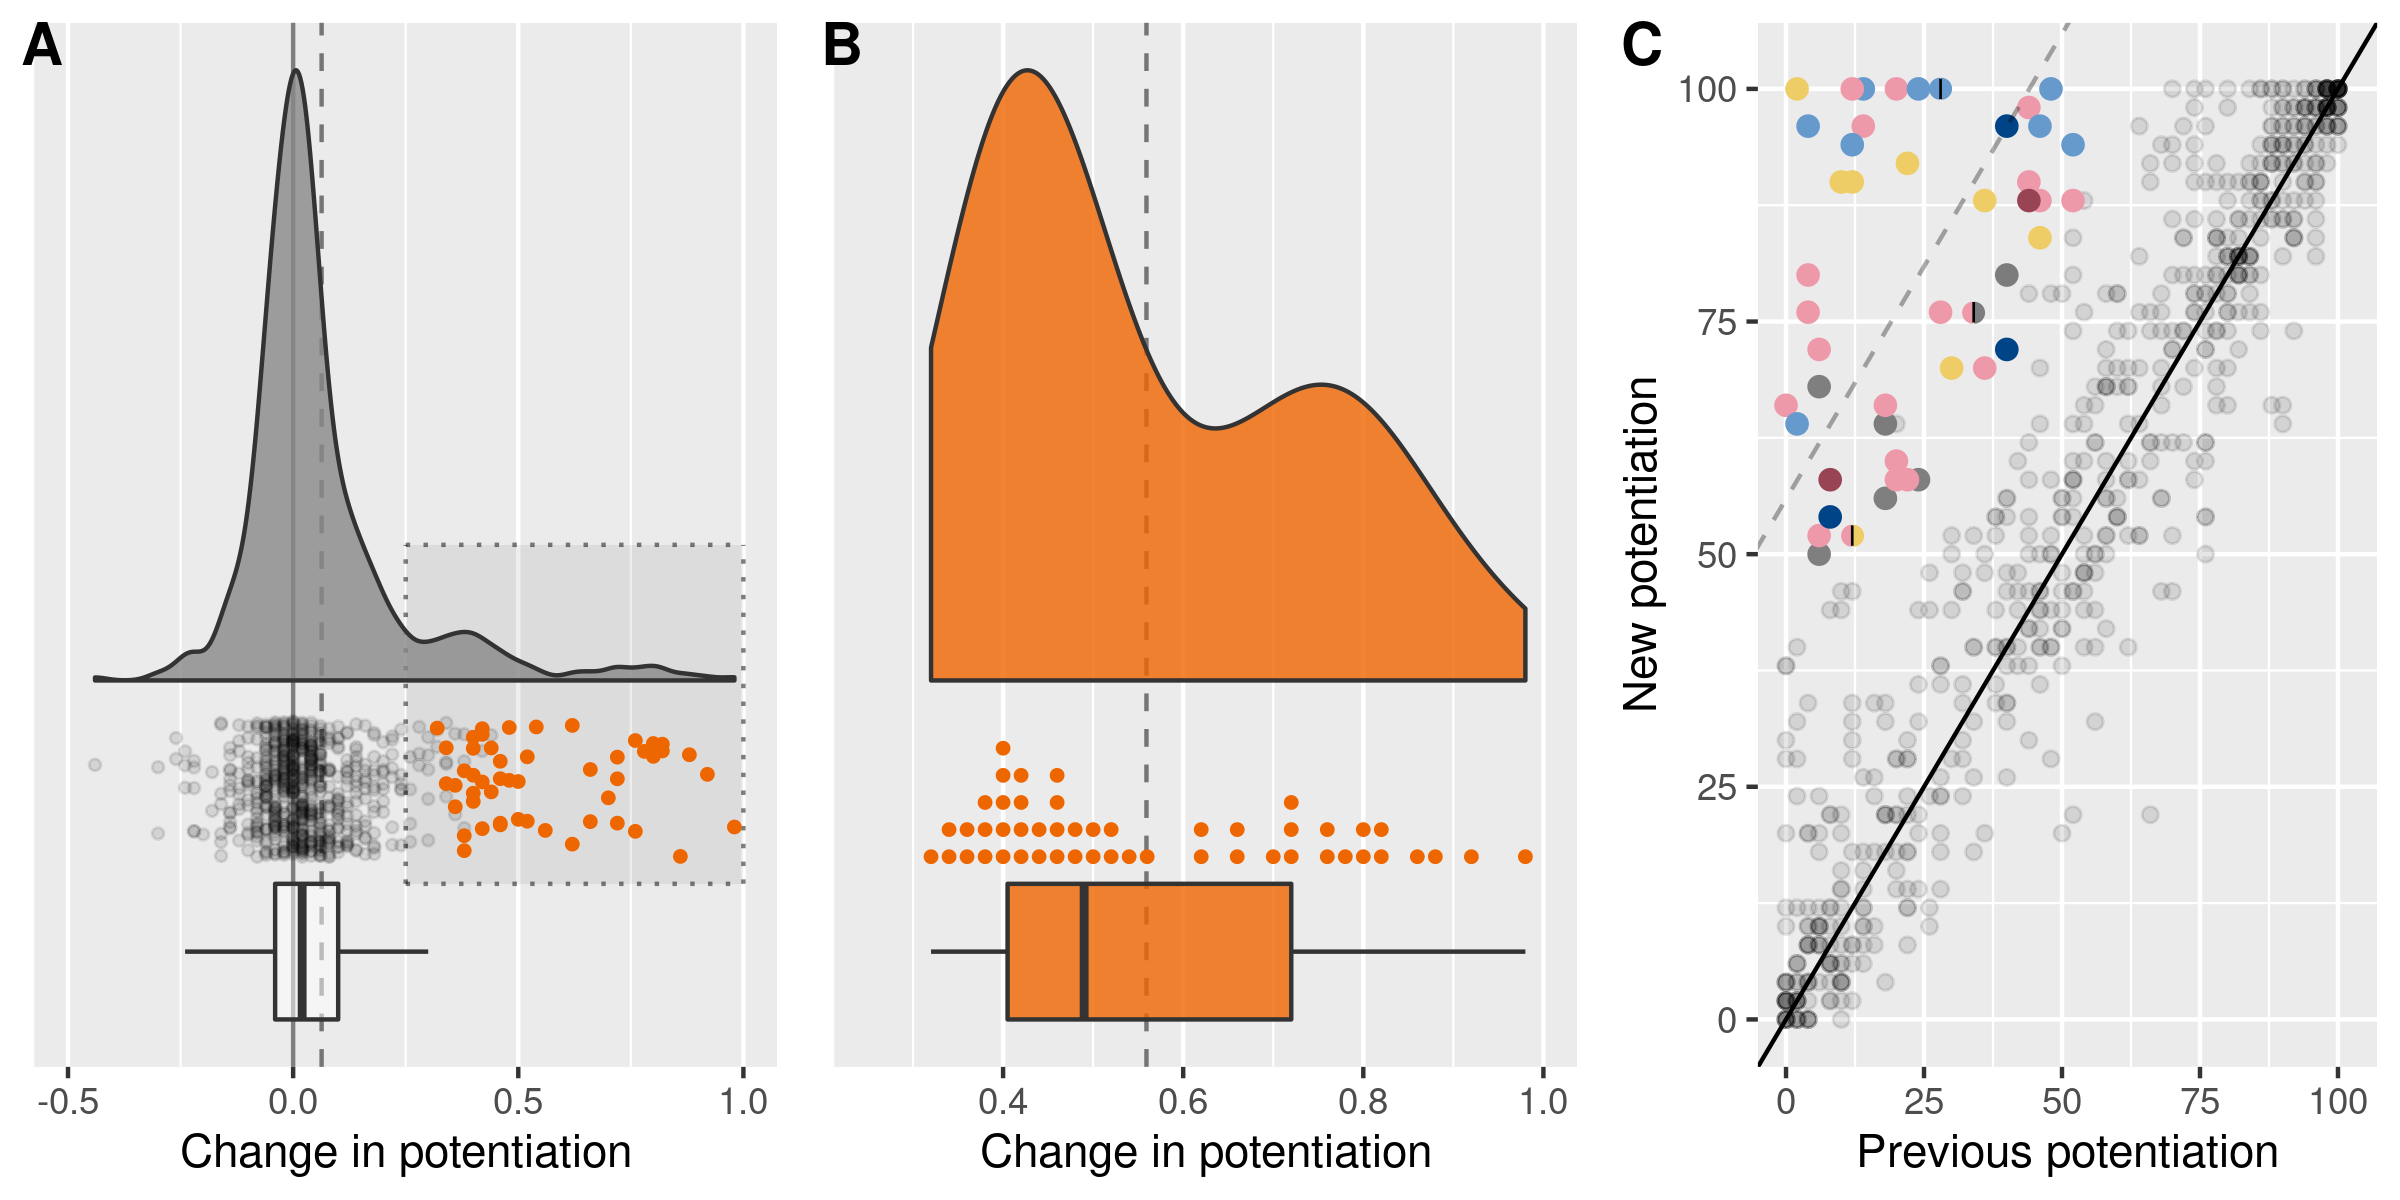 A
B
C
-0.5 0.0 0.5 1.0
Change in potentiation
0.4 0.6 0.8 1.0
Change in potentiation
New potentiation
100
75
50
25
0
0 25 50 75 100
Previous potentiation